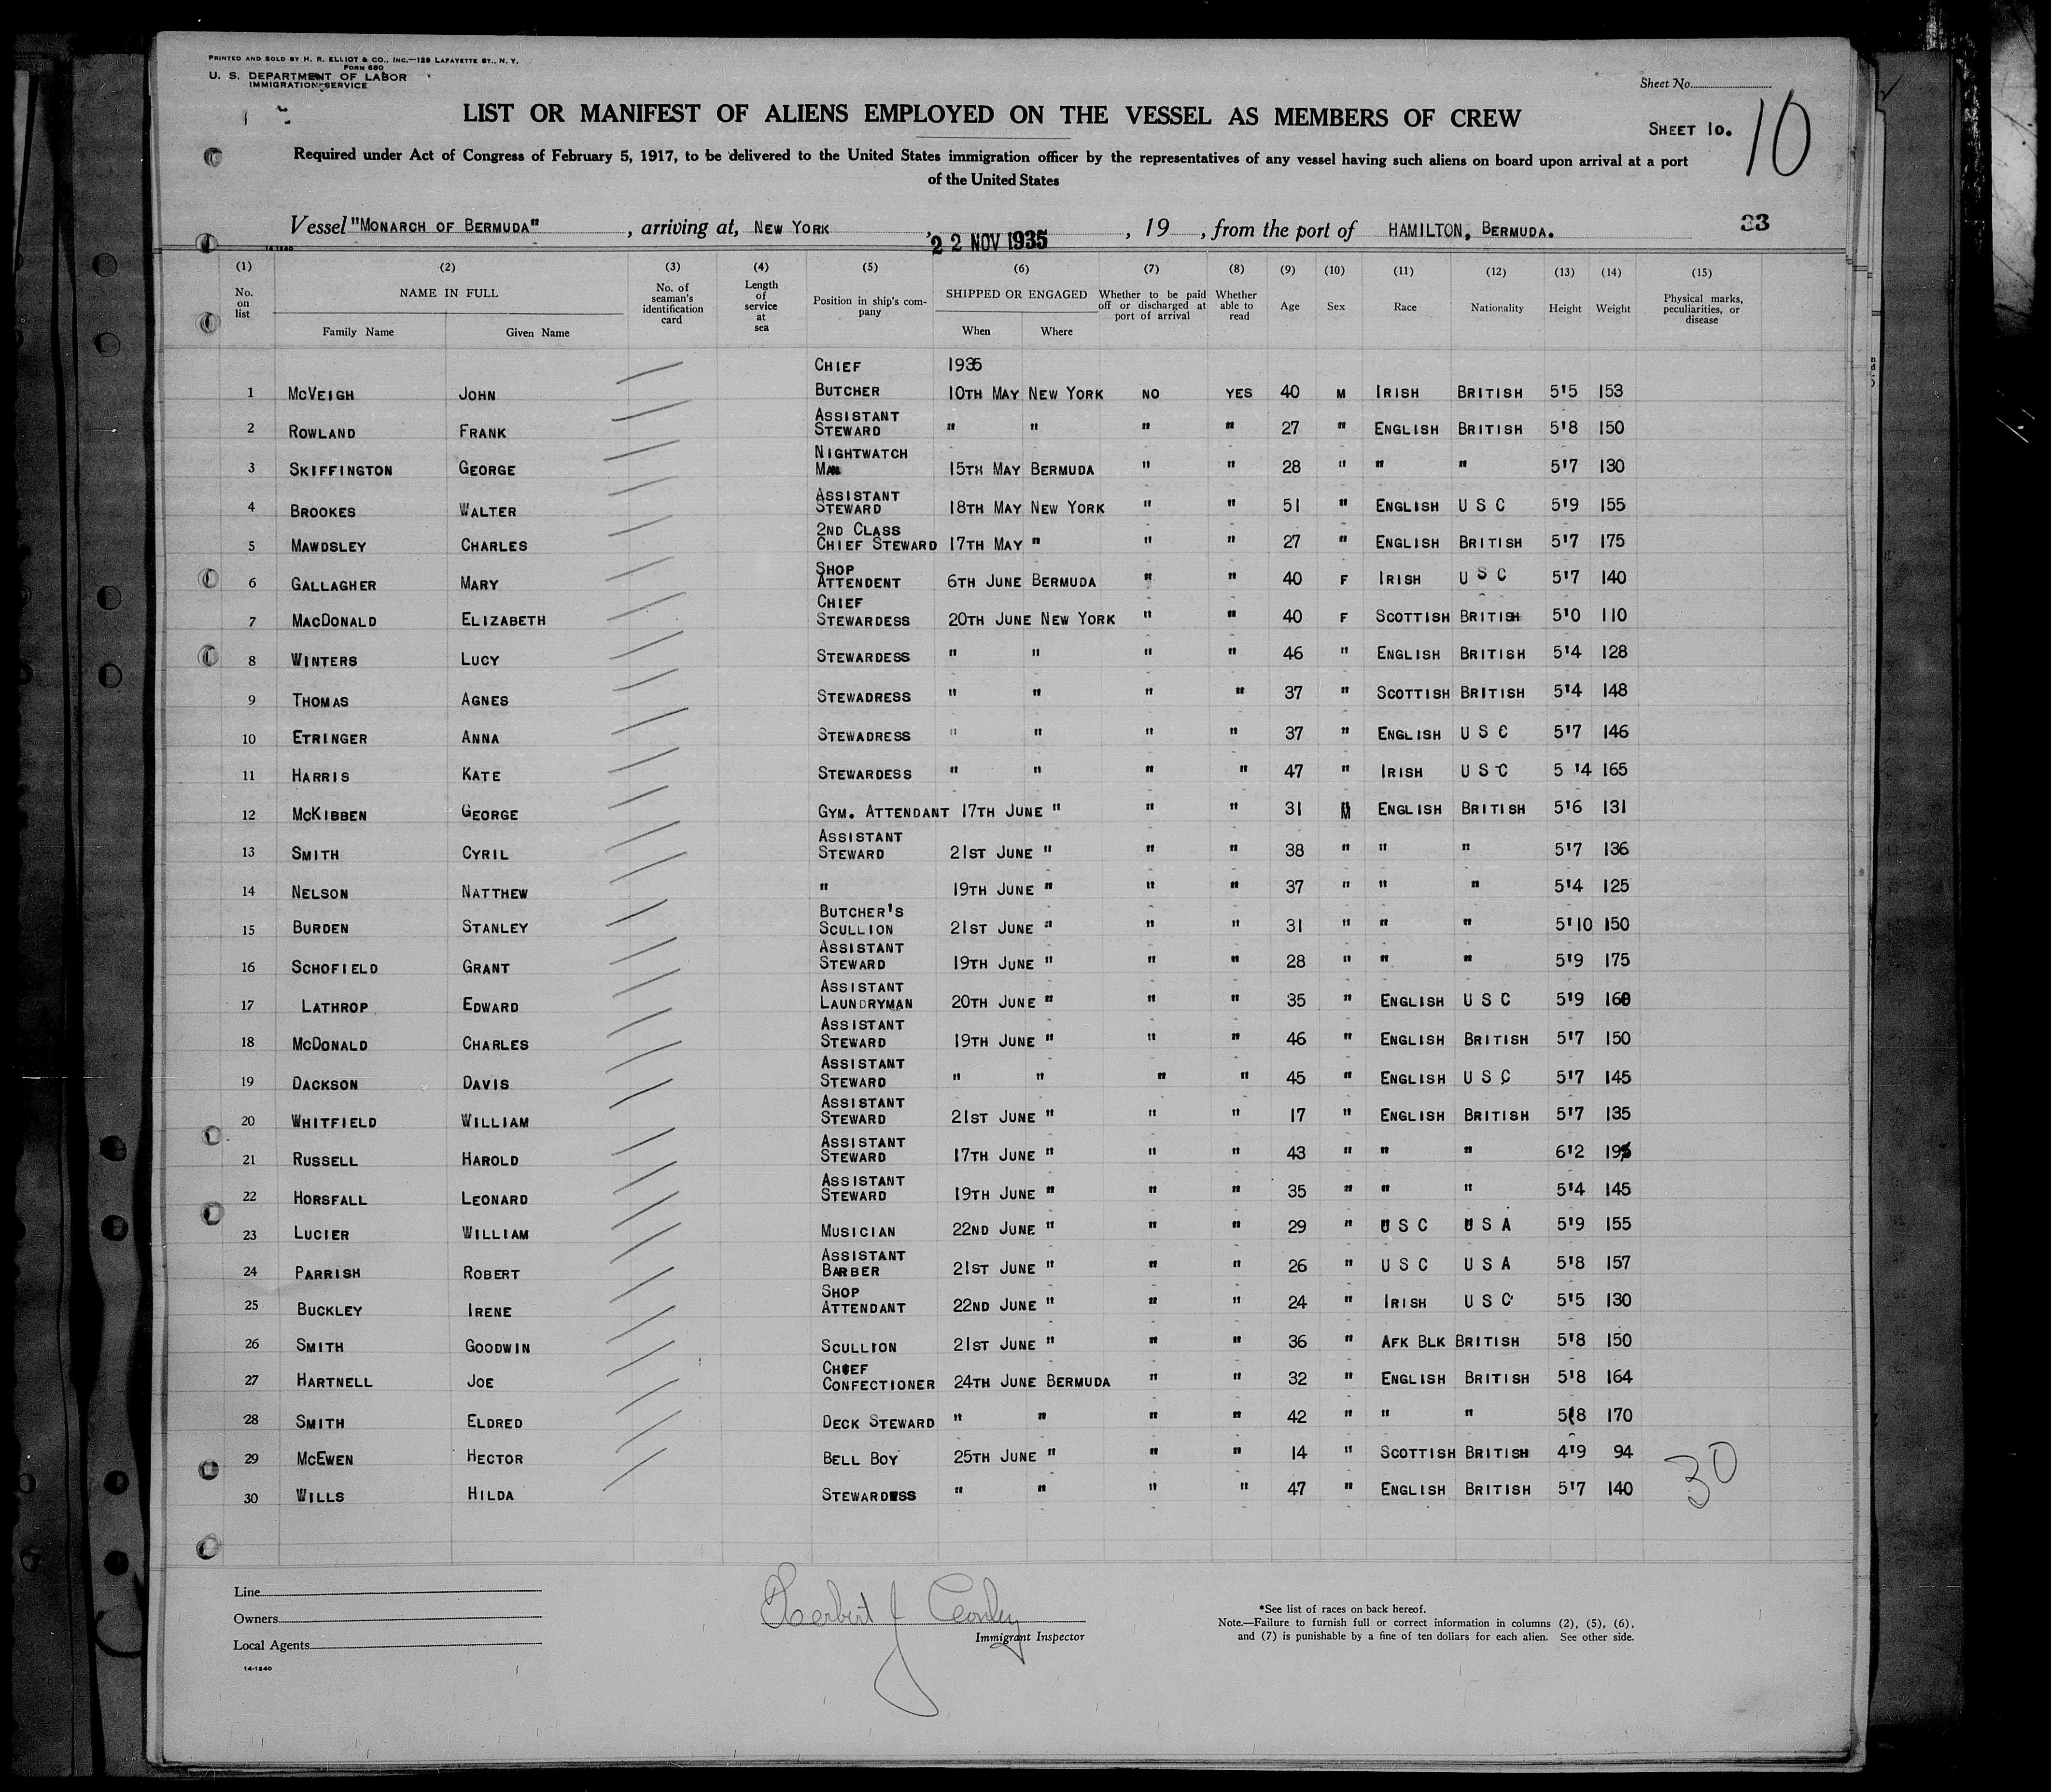 PRINTED AND SOLD BY H. R. ELLIOT & CO., INC.—129 LAFAYETTE ST., N. Y.
FORM 680
U. S. DEPARTMENT OF LABOR
IMMIGRATION SERVICE
Sheet No.
LIST OR MANIFEST OF ALIENS EMPLOYED ON THE VESSEL AS MEMBERS OF CREW
SHEET 10. 10
Required under Act of Congress of February 5, 1917, to be delivered to the United States immigration officer by the representatives of any vessel having such aliens on board upon arrival at a port
of the United States
Vessel "MONARCH OF BERMUDA" , arriving at, NEW YORK , 22 NOV 1935 , 19 , from the port of HAMILTON, BERMUDA. 33
14-1240
(1) (2) (3) (4) (5) (6) (7) (8) (9) (10) (11) (12) (13) (14) (15)
No. on list | NAME IN FULL | Family Name | Given Name | No. of seaman's identification card | Length of service at sea | Position in ship's company | SHIPPED OR ENGAGED | When | Where | Whether to be paid off or discharged at port of arrival | Whether able to read | Age | Sex | Race | Nationality | Height | Weight | Physical marks, peculiarities, or disease
CHIEF 1935
1 MCVEIGH JOHN BUTCHER 10TH MAY NEW YORK NO YES 40 M IRISH BRITISH 5'5 153
ASSISTANT
2 ROWLAND FRANK STEWARD " " " " 27 " ENGLISH BRITISH 5'8 150
NIGHTWATCH
3 SKIFFINGTON GEORGE MAN 15TH MAY BERMUDA " " 28 " " " 5'7 130
ASSISTANT
4 BROOKES WALTER STEWARD 18TH MAY NEW YORK " " 51 " ENGLISH U S C 5'9 155
2ND CLASS
5 MAWDSLEY CHARLES CHIEF STEWARD 17TH MAY " " " 27 " ENGLISH BRITISH 5'7 175
SHOP
6 GALLAGHER MARY ATTENDENT 6TH JUNE BERMUDA " " 40 F IRISH U S C 5'7 140
CHIEF
7 MACDONALD ELIZABETH STEWARDESS 20TH JUNE NEW YORK " " 40 F SCOTTISH BRITISH 5'0 110
8 WINTERS LUCY STEWARDESS " " " " 46 " ENGLISH BRITISH 5'4 128
9 THOMAS AGNES STEWADRESS " " " " 37 " SCOTTISH BRITISH 5'4 148
10 ETRINGER ANNA STEWADRESS " " " " 37 " ENGLISH U S C 5'7 146
11 HARRIS KATE STEWARDESS " " " " 47 " IRISH U S C 5 '4 165
12 MCKIBBEN GEORGE GYM. ATTENDANT 17TH JUNE " " " 31 M ENGLISH BRITISH 5'6 131
ASSISTANT
13 SMITH CYRIL STEWARD 21ST JUNE " " " 38 " " " 5'7 136
14 NELSON NATTHEW " 19TH JUNE " " " 37 " " " 5'4 125
BUTCHER'S
15 BURDEN STANLEY SCULLION 21ST JUNE " " " 31 " " " 5'10 150
ASSISTANT
16 SCHOFIELD GRANT STEWARD 19TH JUNE " " " 28 " " " 5'9 175
ASSISTANT
17 LATHROP EDWARD LAUNDRYMAN 20TH JUNE " " " 35 " ENGLISH U S C 5'9 160
ASSISTANT
18 MCDONALD CHARLES STEWARD 19TH JUNE " " " 46 " ENGLISH BRITISH 5'7 150
ASSISTANT
19 DACKSON DAVIS STEWARD " " " " 45 " ENGLISH U S C 5'7 145
ASSISTANT
20 WHITFIELD WILLIAM STEWARD 21ST JUNE " " " 17 " ENGLISH BRITISH 5'7 135
ASSISTANT
21 RUSSELL HAROLD STEWARD 17TH JUNE " " " 43 " " " 6'2
ASSISTANT
22 HORSFALL LEONARD STEWARD 19TH JUNE " " " 35 " " " 5'4 145
23 LUCIER WILLIAM MUSICIAN 22ND JUNE " " " 29 " U S C U S A 5'9 155
ASSISTANT
24 PARRISH ROBERT BARBER 21ST JUNE " " " 26 " U S C U S A 5'8 157
SHOP
25 BUCKLEY IRENE ATTENDANT 22ND JUNE " " " 24 " IRISH U S C 5'5 130
26 SMITH GOODWIN SCULLION 21ST JUNE " " " 36 " AFK BLK BRITISH 5'8 150
CHIEF
27 HARTNELL JOE CONFECTIONER 24TH JUNE BERMUDA " " 32 " ENGLISH BRITISH 5'8 164
28 SMITH ELDRED DECK STEWARD " " " " 42 " " " 5'8 170
29 MCEWEN HECTOR BELL BOY 25TH JUNE " " " 14 " SCOTTISH BRITISH 4'9 94
30 WILLS HILDA STEWARDESS " " " " 47 " ENGLISH BRITISH 5'7 140
30
Line
Owners
Local Agents
14-1240
Immigrant Inspector
*See list of races on back hereof.
Note.—Failure to furnish full or correct information in columns (2), (5), (6),
and (7) is punishable by a fine of ten dollars for each alien. See other side.